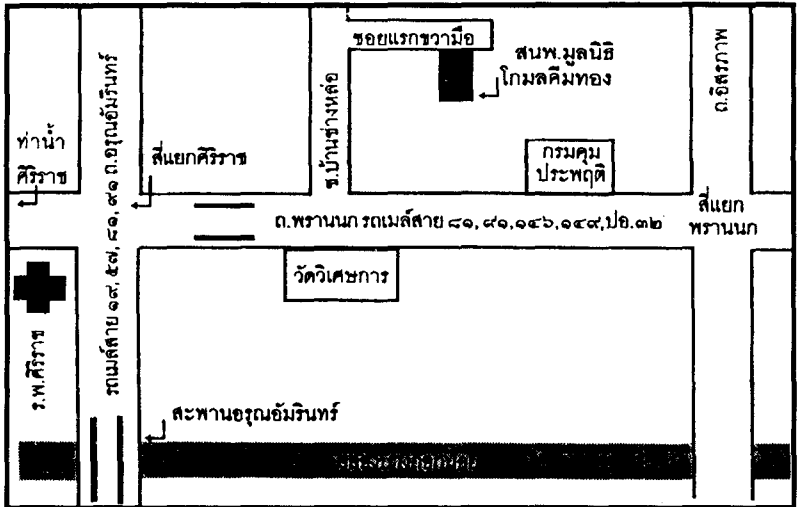 ซอยแรกขวามือ
สนพ.มูลนิธิ
โกมลคีมทอง
ถ.อิสรภาพ
ซ.บ้านช่างหล่อ
ท่าน้ำ
ศิริราช
สี่แยกศิริราช
กรมคุม
ประพฤติ
รถเมล์สาย ๑๙, ๕๗, ๘๑, ๙๑ ถ.อรุณอัมรินทร์
ถ.พรานนก รถเมล์สาย ๘๑, ๙๑, ๑๔๖, ๑๔๙, ปอ.๓๒
สี่แยก
พรานนก
วัดวิเศษการ
ร.พ.ศิริราช
สะพานอรุณอัมรินทร์